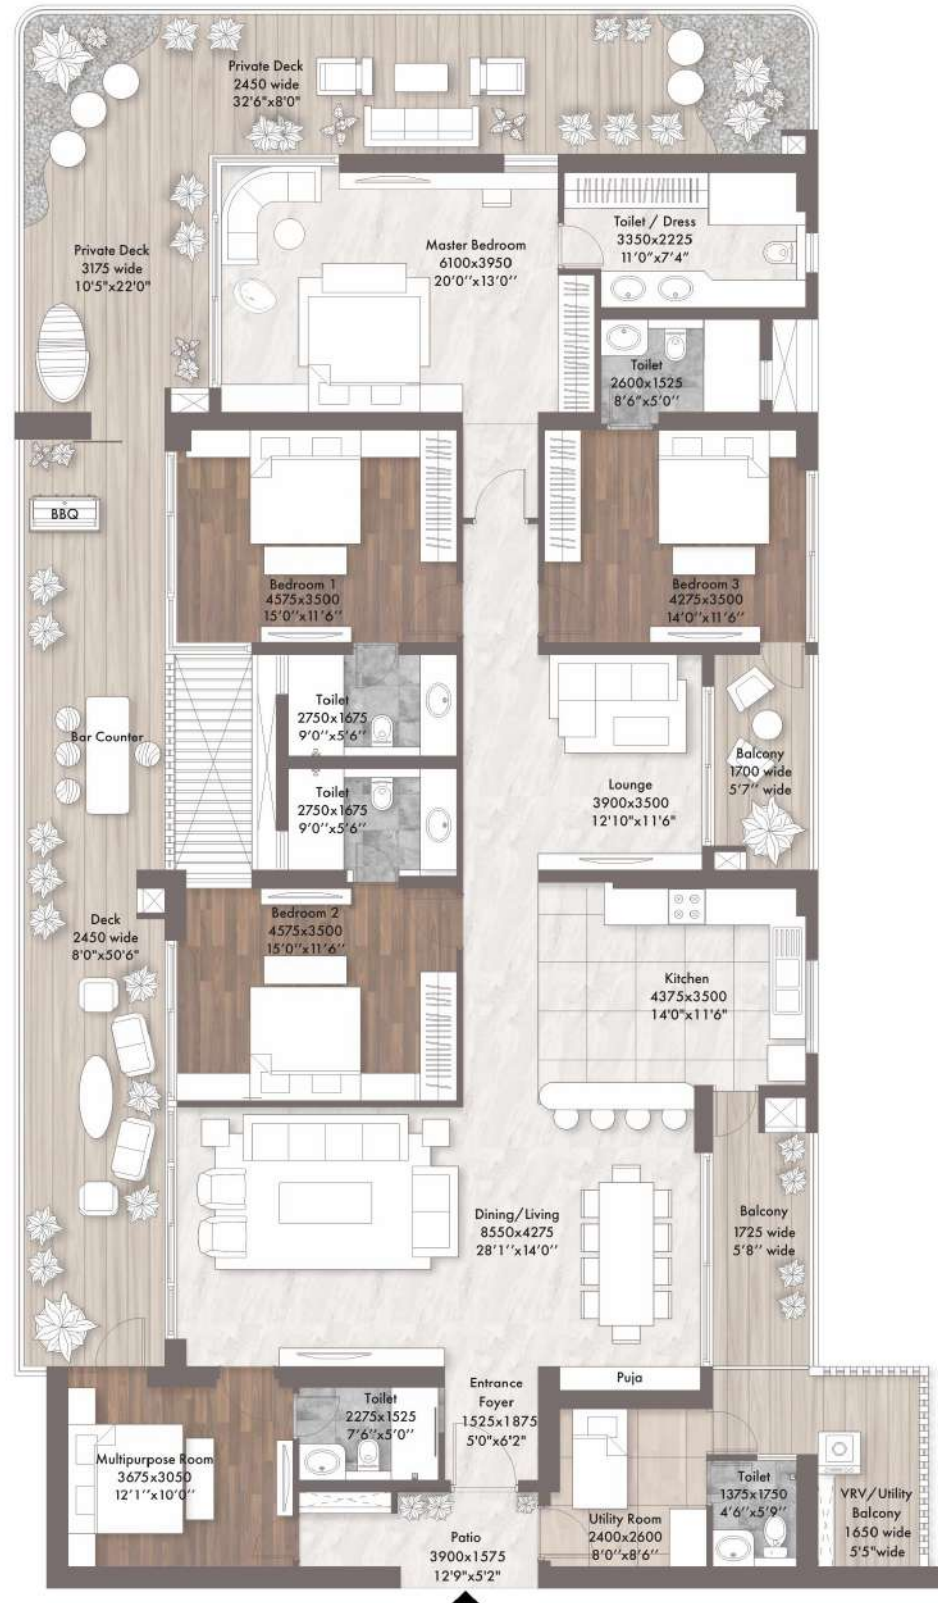 Private Deck
2450 wide
32'6"x8'0"
Private Deck
3175 wide
10'5"x22'0"
Master Bedroom
6100x3950
20'0''x13'0''
Toilet / Dress
3350x2225
11'0"x7'4"
Toilet
2600x1525
8'6"x5'0''
BBQ
Bedroom 1
4575x3500
15'0''x11'6''
Bedroom 3
4275x3500
14'0''x11'6''
Toilet
2750x1675
9'0''x5'6''
Bar Counter
Toilet
2750x1675
9'0''x5'6''
Lounge
3900x3500
12'10"x11'6"
Balcony
1700 wide
5'7'' wide
Deck
2450 wide
8'0"x50'6"
Bedroom 2
4575x3500
15'0''x11'6''
Kitchen
4375x3500
14'0"x11'6"
Dining/Living
8550x4275
28'1''x14'0''
Balcony
1725 wide
5'8'' wide
Puja
Entrance
Foyer
1525x1875
5'0"x6'2"
Toilet
2275x1525
7'6''x5'0''
Multipurpose Room
3675x3050
12'1''x10'0''
Patio
3900x1575
12'9"x5'2"
Utility Room
2400x2600
8'0''x8'6''
Toilet
1375x1750
4'6''x5'9''
VRV/Utility
Balcony
1650 wide
5'5"wide